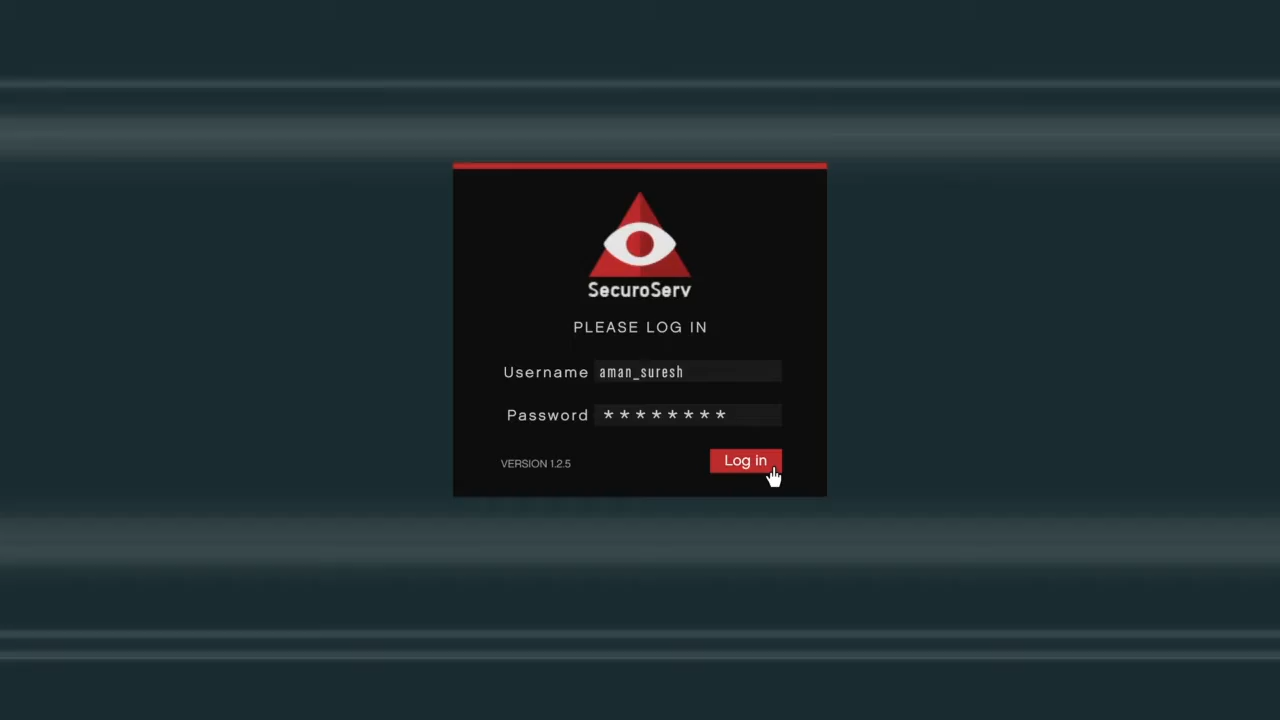 SecuroServ
PLEASE LOG IN
Username aman_suresh
Password ********
VERSION 1.2.5 Log in